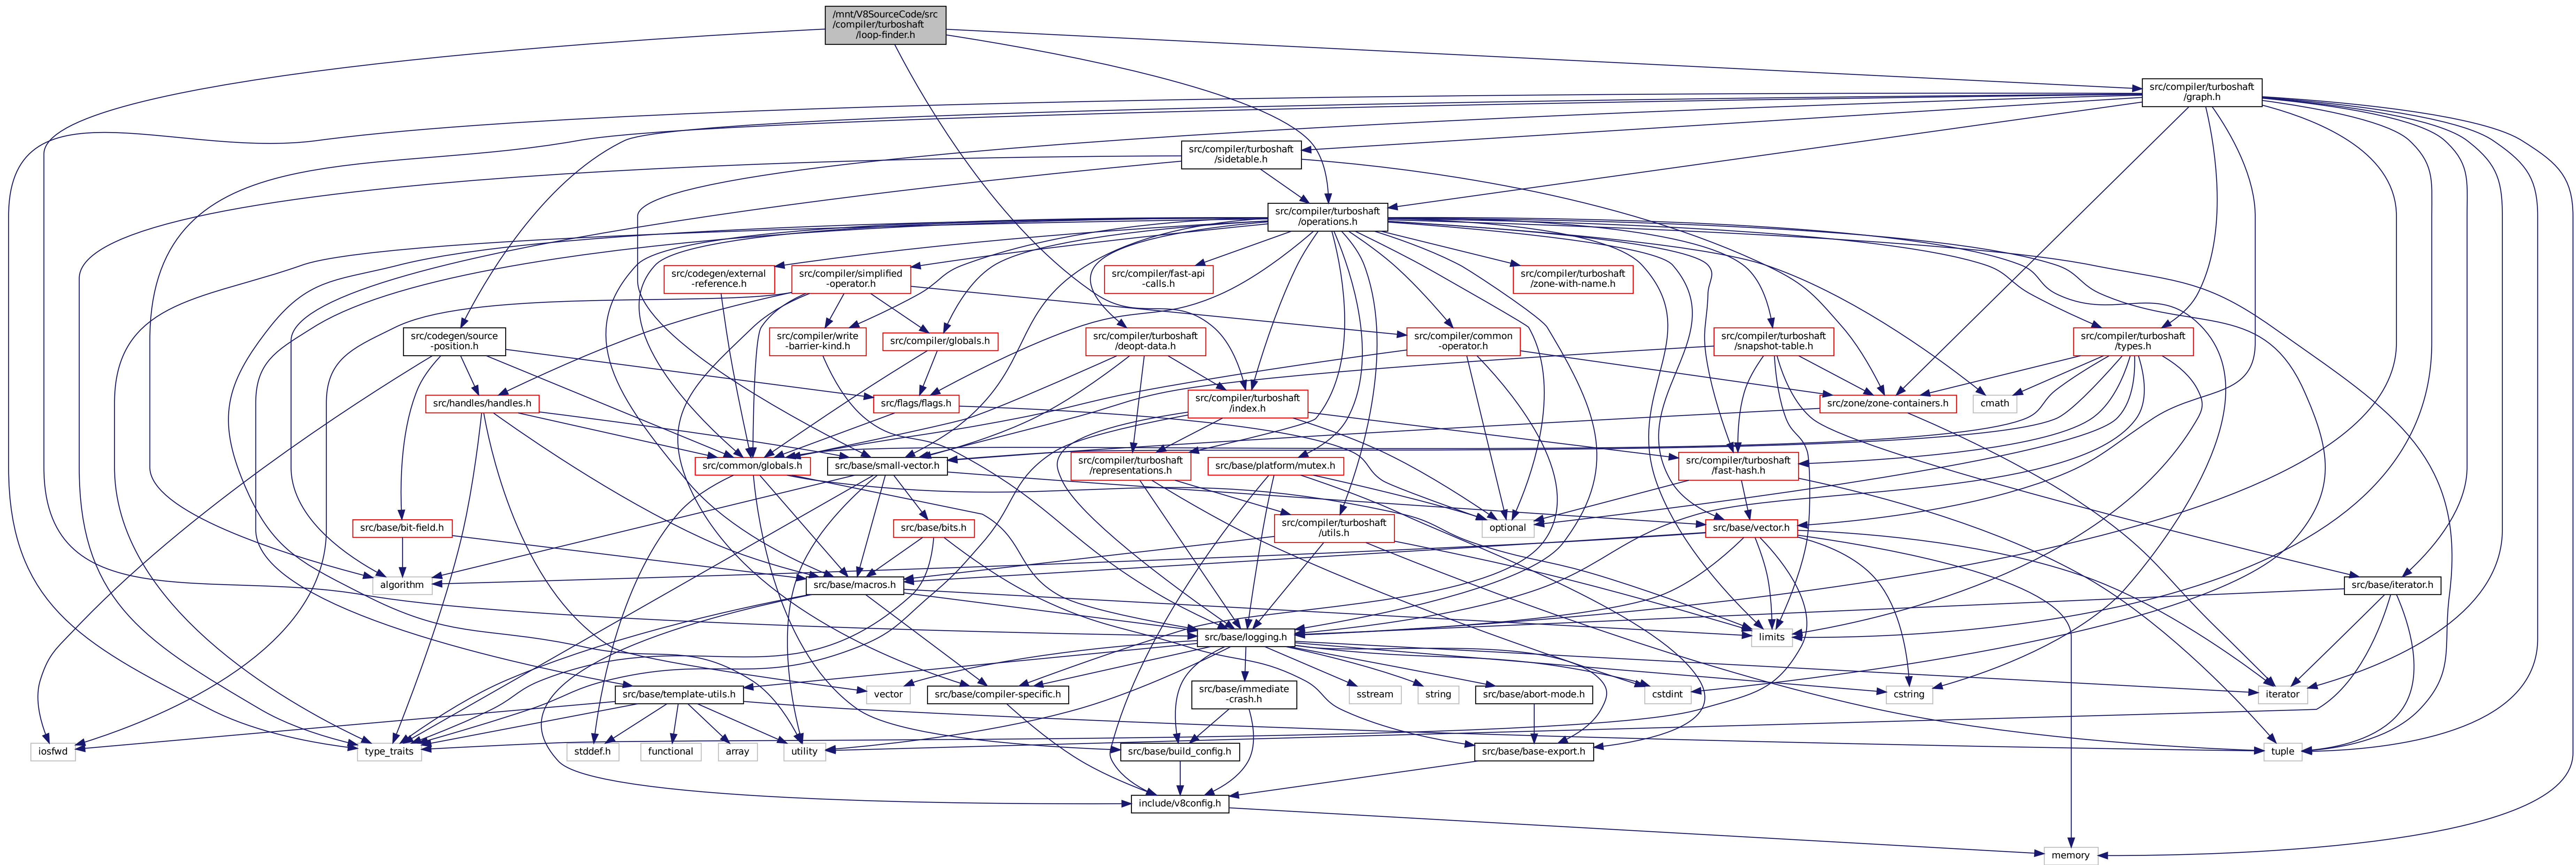 /mnt/V8SourceCode/src
/compiler/turboshaft
/loop-finder.h
src/compiler/turboshaft
/graph.h
src/compiler/turboshaft
/sidetable.h
src/compiler/turboshaft
/operations.h
src/codegen/external
-reference.h
src/compiler/simplified
-operator.h
src/compiler/fast-api
-calls.h
src/compiler/turboshaft
/zone-with-name.h
src/codegen/source
-position.h
src/compiler/write
-barrier-kind.h
src/compiler/globals.h
src/compiler/turboshaft
/deopt-data.h
src/compiler/common
-operator.h
src/compiler/turboshaft
/snapshot-table.h
src/compiler/turboshaft
/types.h
src/handles/handles.h
src/flags/flags.h
src/compiler/turboshaft
/index.h
src/zone/zone-containers.h
cmath
src/common/globals.h
src/base/small-vector.h
src/compiler/turboshaft
/representations.h
src/base/platform/mutex.h
src/compiler/turboshaft
/fast-hash.h
src/base/bit-field.h
src/base/bits.h
src/compiler/turboshaft
/utils.h
optional
src/base/vector.h
algorithm
src/base/macros.h
src/base/iterator.h
src/base/logging.h
limits
src/base/template-utils.h
vector
src/base/compiler-specific.h
src/base/immediate
-crash.h
sstream
string
src/base/abort-mode.h
cstdint
cstring
iterator
iosfwd
type_traits
stddef.h
functional
array
utility
src/base/build_config.h
src/base/base-export.h
tuple
include/v8config.h
memory